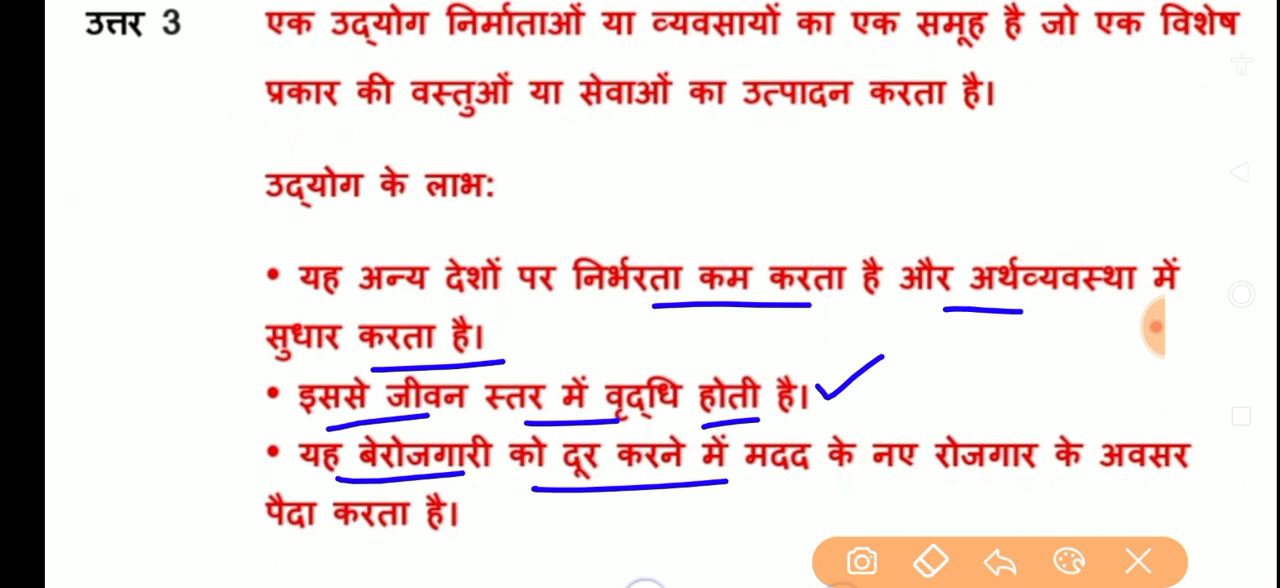 उत्तर 3 एक उद्योग निर्माताओं या व्यवसायों का एक समूह है जो एक विशेष
प्रकार की वस्तुओं या सेवाओं का उत्पादन करता है।
उद्योग के लाभ:
• यह अन्य देशों पर निर्भरता कम करता है और अर्थव्यवस्था में
सुधार करता है।
• इससे जीवन स्तर में वृद्धि होती है।
• यह बेरोजगारी को दूर करने में मदद के नए रोजगार के अवसर
पैदा करता है।